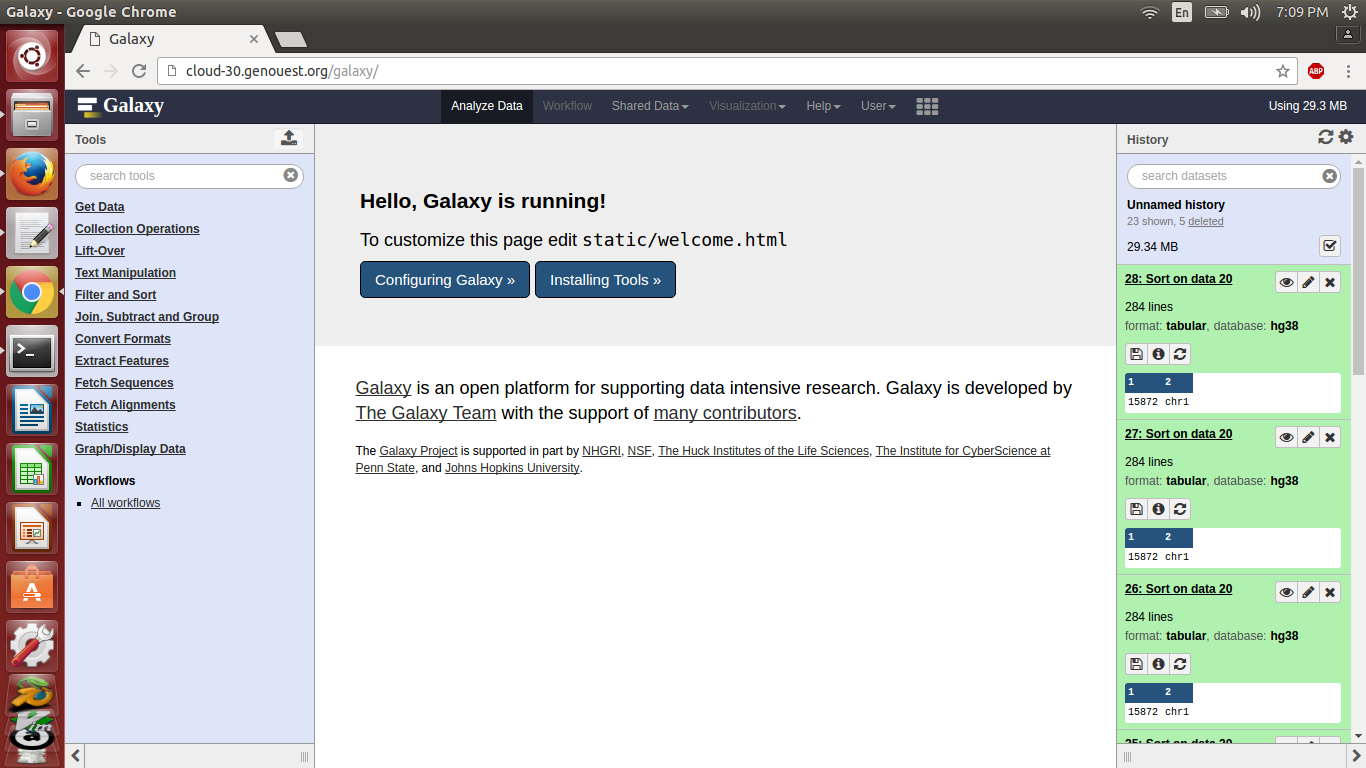 Galaxy - Google Chrome
En
7:09 PM
Galaxy
cloud-30.genouest.org/galaxy/
ABP
Galaxy
Analyze Data Workflow Shared Data Visualization Help User
Using 29.3 MB
Tools
search tools
Get Data
Collection Operations
Lift-Over
Text Manipulation
Filter and Sort
Join, Subtract and Group
Convert Formats
Extract Features
Fetch Sequences
Fetch Alignments
Statistics
Graph/Display Data
Workflows
All workflows
Hello, Galaxy is running!
To customize this page edit static/welcome.html
Configuring Galaxy »
Installing Tools »
Galaxy is an open platform for supporting data intensive research. Galaxy is developed by
The Galaxy Team with the support of many contributors.
The Galaxy Project is supported in part by NHGRI, NSF, The Huck Institutes of the Life Sciences, The Institute for CyberScience at
Penn State, and Johns Hopkins University.
History
search datasets
Unnamed history
23 shown, 5 deleted
29.34 MB
28: Sort on data 20
284 lines
format: tabular, database: hg38
1 2
15872 chr1
27: Sort on data 20
284 lines
format: tabular, database: hg38
1 2
15872 chr1
26: Sort on data 20
284 lines
format: tabular, database: hg38
1 2
15872 chr1
25: Sort on data 20